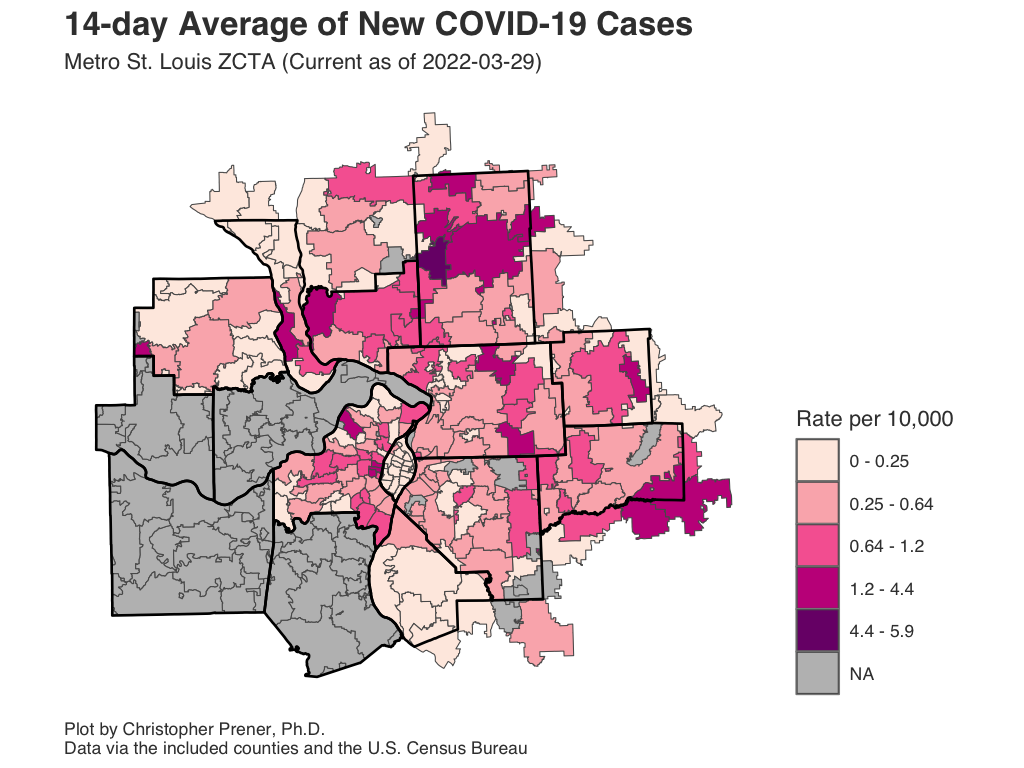 14-day Average of New COVID-19 Cases
Metro St. Louis ZCTA (Current as of 2022-03-29)
Rate per 10,000
0 - 0.25
0.25 - 0.64
0.64 - 1.2
1.2 - 4.4
4.4 - 5.9
NA
Plot by Christopher Prener, Ph.D.
Data via the included counties and the U.S. Census Bureau